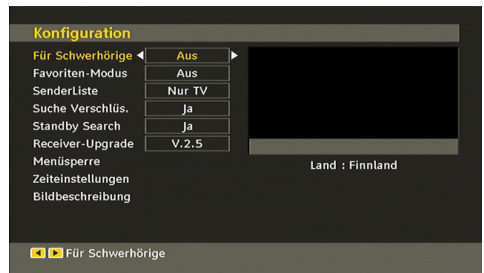 Konfiguration
Für Schwerhörige Aus
Favoriten-Modus Aus
SenderListe Nur TV
Suche Verschlüs. Ja
Standby Search Ja
Receiver-Upgrade V.2.5
Menüsperre
Zeiteinstellungen
Bildbeschreibung
Land : Finnland
Für Schwerhörige